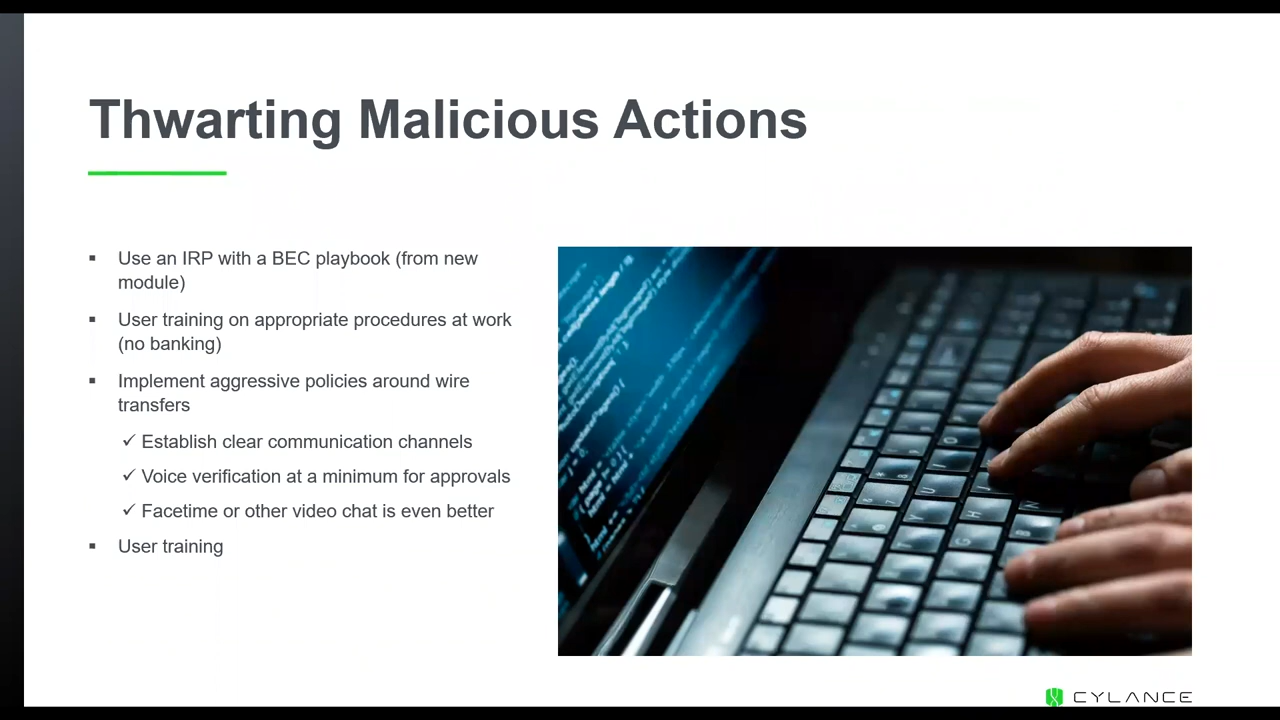 Thwarting Malicious Actions
▪ Use an IRP with a BEC playbook (from new
module)
▪ User training on appropriate procedures at work
(no banking)
▪ Implement aggressive policies around wire
transfers
✓ Establish clear communication channels
✓ Voice verification at a minimum for approvals
✓ Facetime or other video chat is even better
▪ User training
CYLANCE